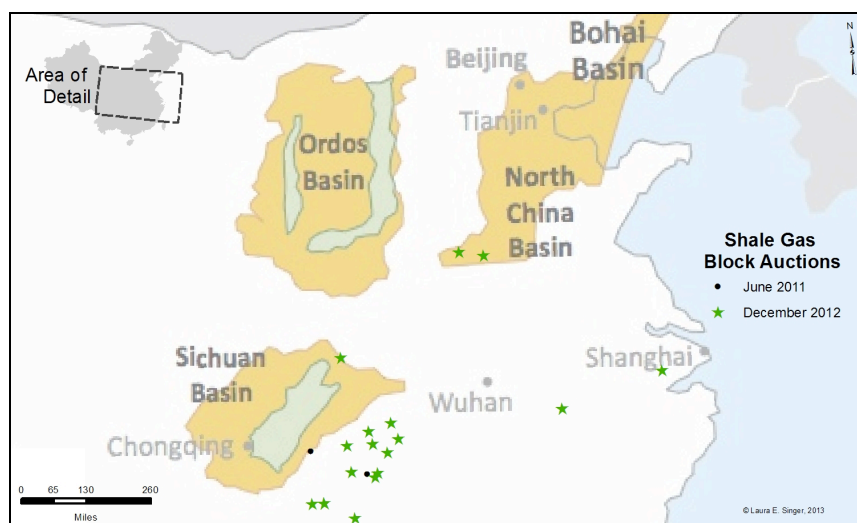 Area of
Detail
Bohai
Basin
Beijing
Tianjin
Ordos
Basin
North
China
Basin
N
Shale Gas
Block Auctions
June 2011
December 2012
Sichuan
Basin
Shanghai
Wuhan
Chongqing
0 65 130 260
Miles
© Laura E. Singer, 2013